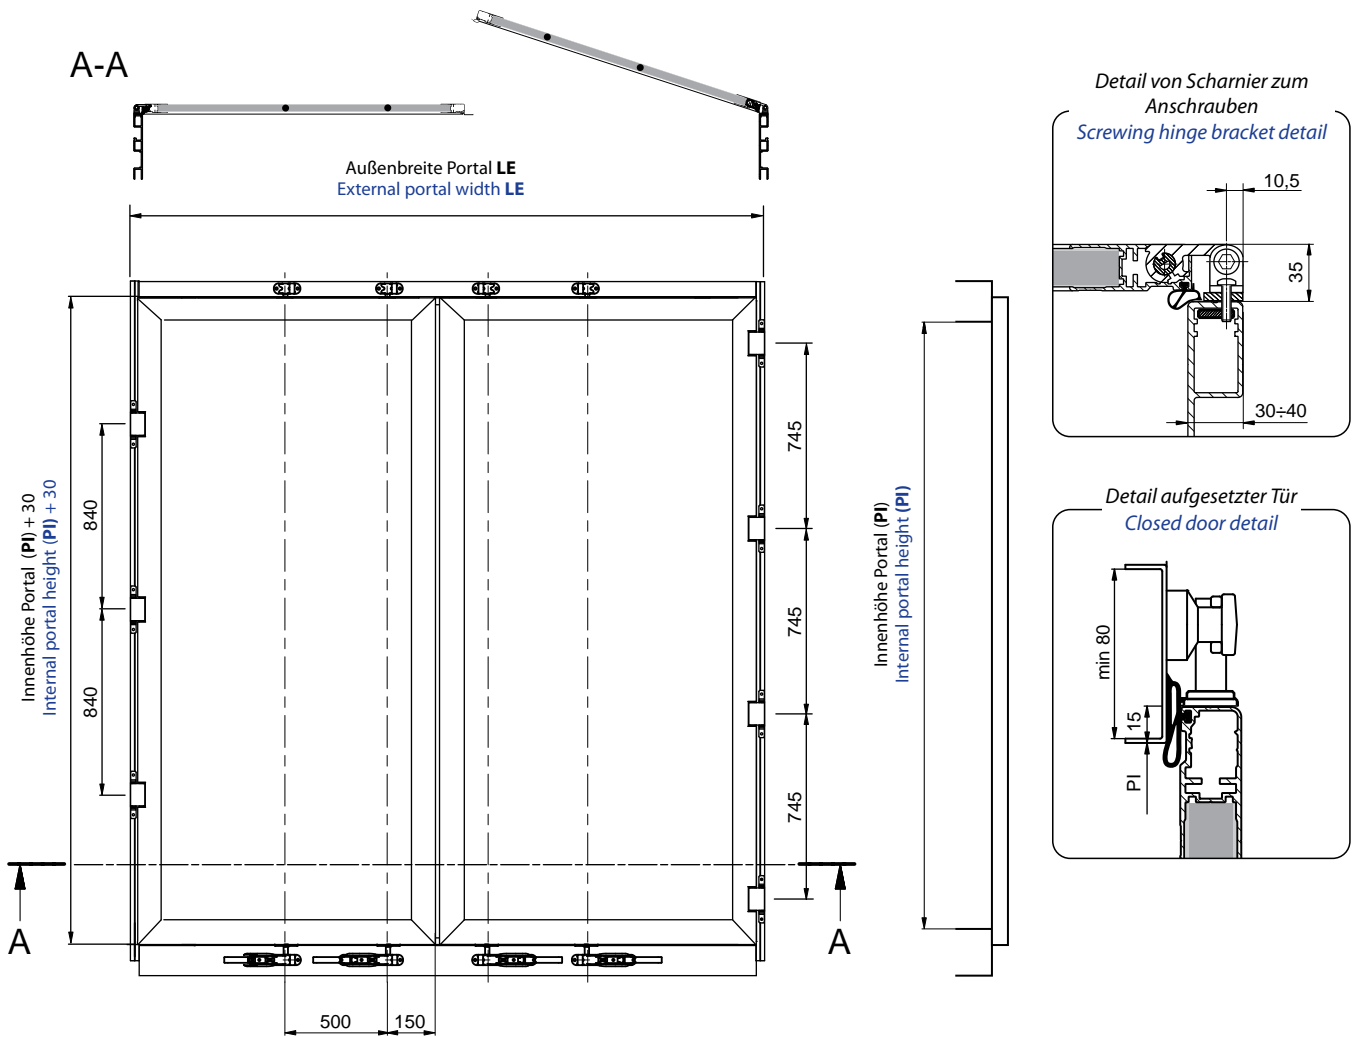 A-A
Außenbreite Portal LE
External portal width LE
Detail von Scharnier zum
Anschrauben
Screwing hinge bracket detail
10,5
35
30÷40
Innenhöhe Portal (PI) + 30
Internal portal height (PI) + 30
840
840
745
745
745
Innenhöhe Portal (PI)
Internal portal height (PI)
Detail aufgesetzter Tür
Closed door detail
min 80
15
PI
A
A
500
150